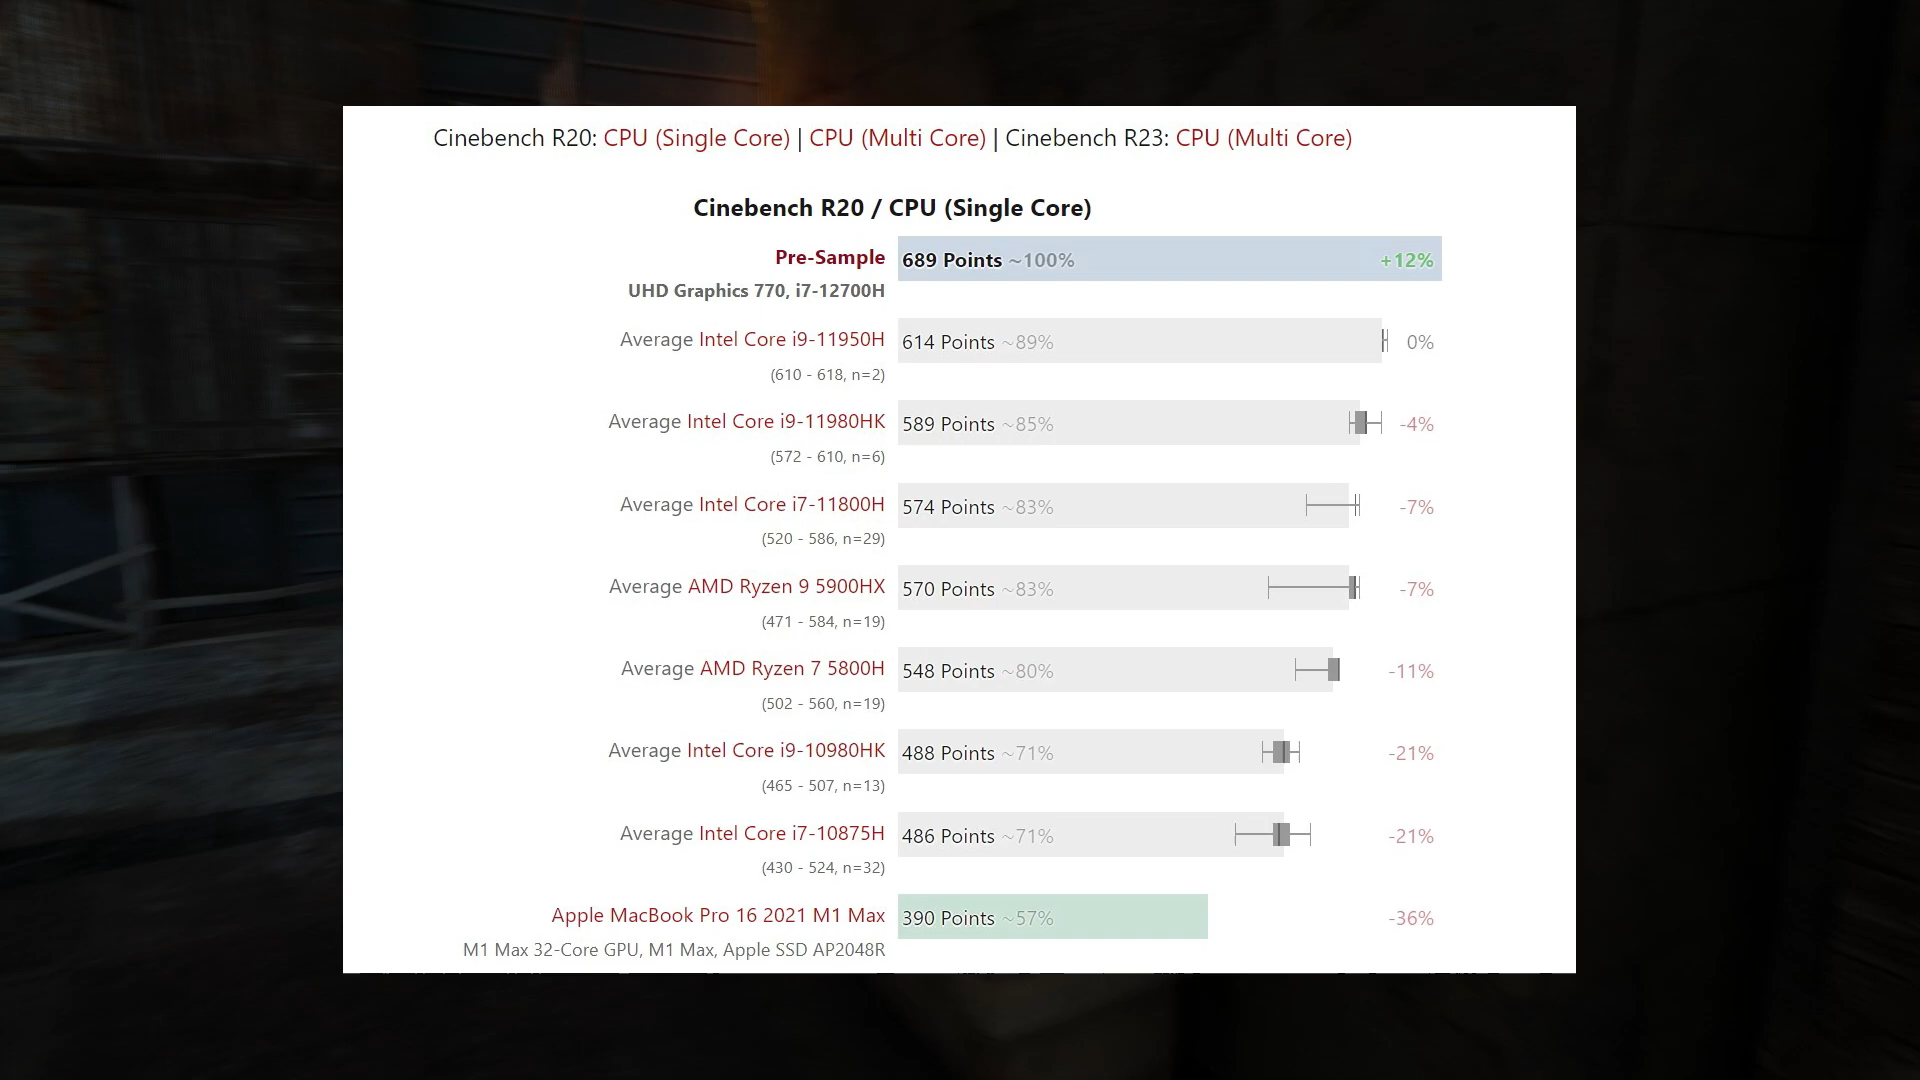 Cinebench R20: CPU (Single Core) | CPU (Multi Core) | Cinebench R23: CPU (Multi Core)
Cinebench R20 / CPU (Single Core)
Pre-Sample 689 Points ~100% +12%
UHD Graphics 770, i7-12700H
Average Intel Core i9-11950H 614 Points ~89% 0%
(610 - 618, n=2)
Average Intel Core i9-11980HK 589 Points ~85% -4%
(572 - 610, n=6)
Average Intel Core i7-11800H 574 Points ~83% -7%
(520 - 586, n=29)
Average AMD Ryzen 9 5900HX 570 Points ~83% -7%
(471 - 584, n=19)
Average AMD Ryzen 7 5800H 548 Points ~80% -11%
(502 - 560, n=19)
Average Intel Core i9-10980HK 488 Points ~71% -21%
(465 - 507, n=13)
Average Intel Core i7-10875H 486 Points ~71% -21%
(430 - 524, n=32)
Apple MacBook Pro 16 2021 M1 Max 390 Points ~57% -36%
M1 Max 32-Core GPU, M1 Max, Apple SSD AP2048R